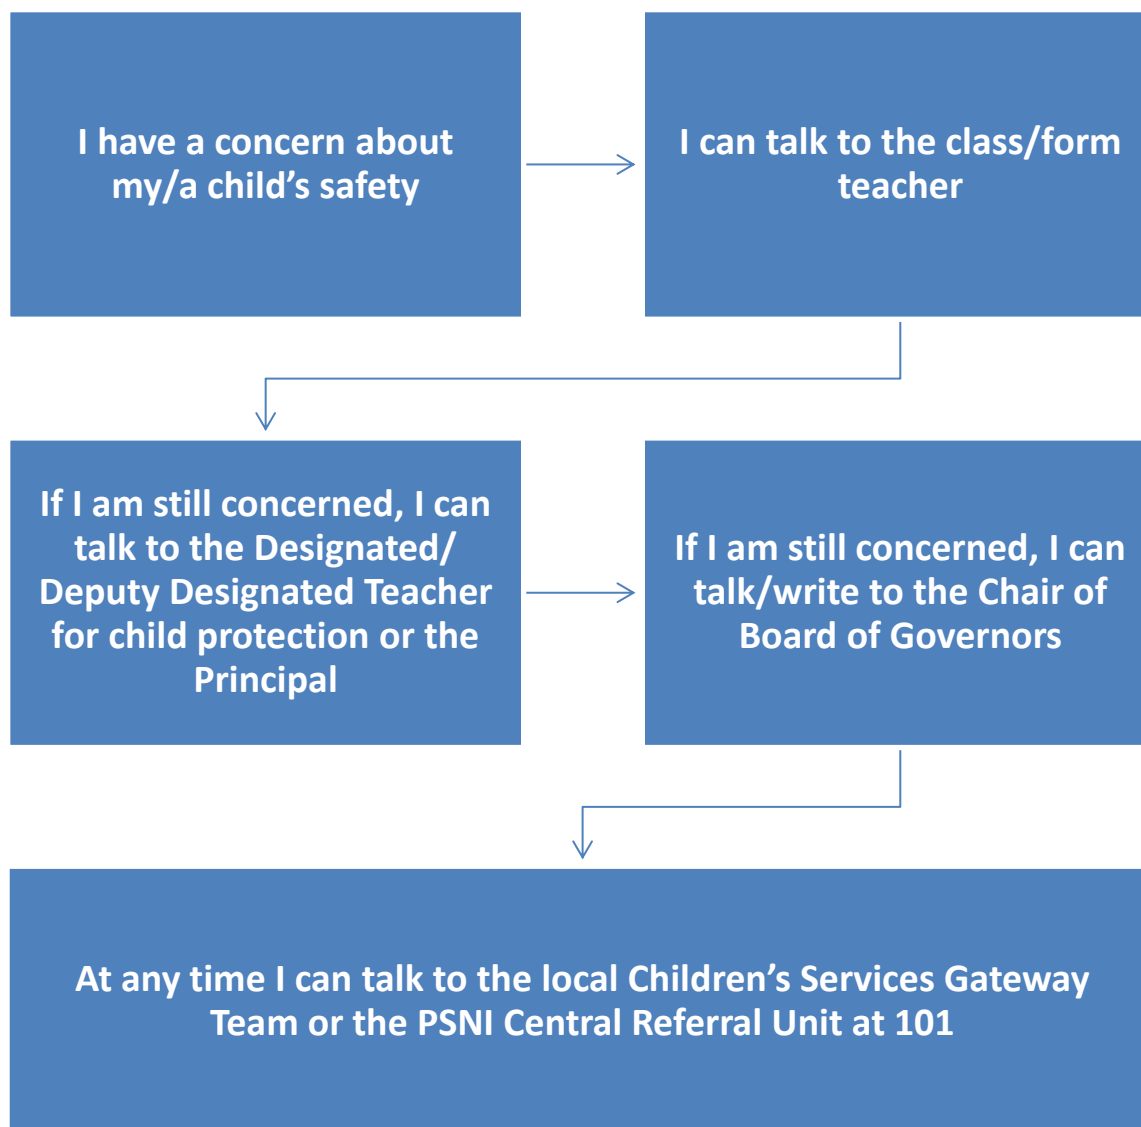 I have a concern about
my/a child’s safety
I can talk to the class/form
teacher
If I am still concerned, I can
talk to the Designated/
Deputy Designated Teacher
for child protection or the
Principal
If I am still concerned, I can
talk/write to the Chair of
Board of Governors
At any time I can talk to the local Children’s Services Gateway
Team or the PSNI Central Referral Unit at 101